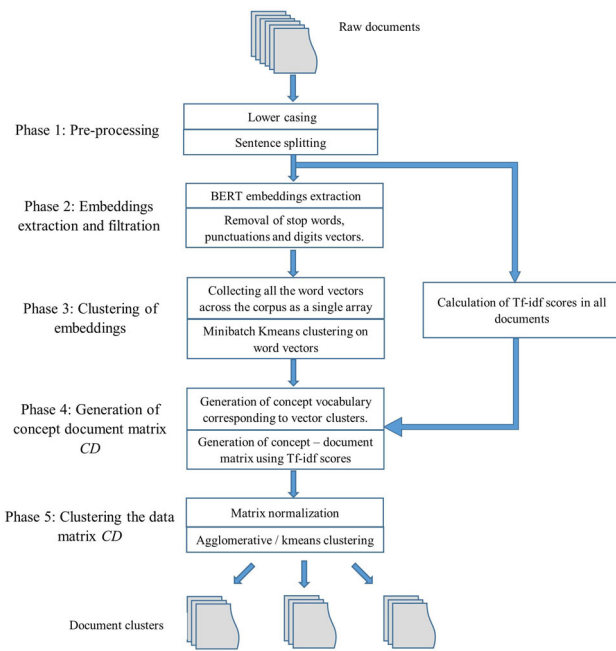 Raw documents
Phase 1: Pre-processing
Lower casing
Sentence splitting
Phase 2: Embeddings
extraction and filtration
BERT embeddings extraction
Removal of stop words,
punctuations and digits vectors.
Phase 3: Clustering of
embeddings
Collecting all the word vectors
across the corpus as a single array
Minibatch Kmeans clustering on
word vectors
Calculation of Tf-idf scores in all
documents
Phase 4: Generation of
concept document matrix
CD
Generation of concept vocabulary
corresponding to vector clusters.
Generation of concept – document
matrix using Tf-idf scores
Phase 5: Clustering the data
matrix CD
Matrix normalization
Agglomerative / kmeans clustering
Document clusters